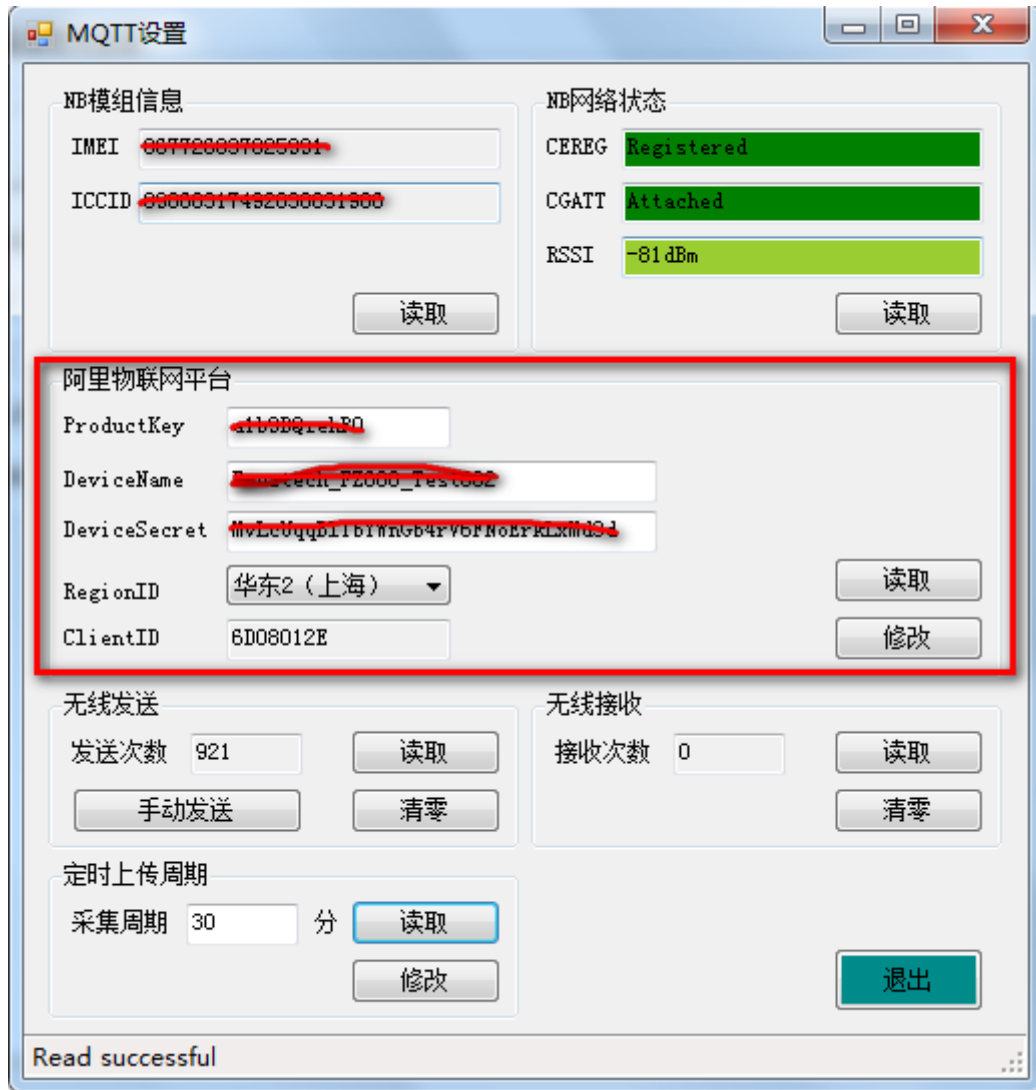 MQTT设置
NB模组信息
IMEI
ICCID
读取
NB网络状态
CEREG Registered
CGATT Attached
RSSI -81dBm
读取
阿里物联网平台
ProductKey
DeviceName
DeviceSecret
RegionID 华东2（上海）
ClientID 6D08012E
读取
修改
无线发送
发送次数 921 读取
手动发送 清零
无线接收
接收次数 0 读取
清零
定时上传周期
采集周期 30 分 读取
修改
退出
Read successful